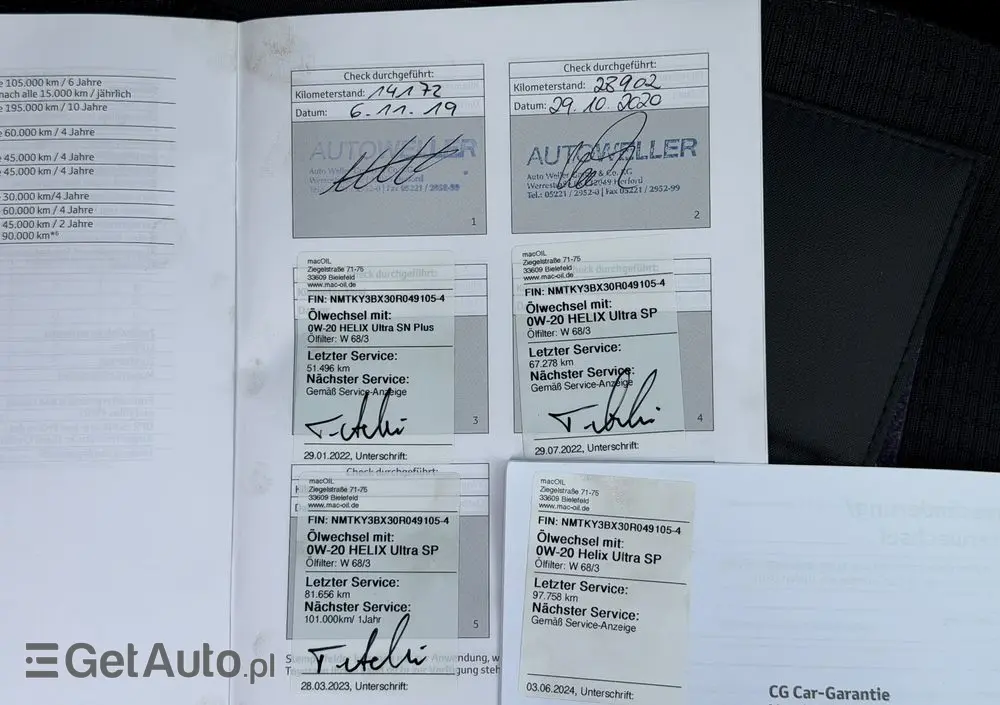 e 105.000 km / 6 Jahre
nach alle 15.000 km / jährlich
e 195.000 km / 10 Jahre
e 60.000 km / 4 Jahre
e 45.000 km / 4 Jahre
e 45.000 km / 4 Jahre
e 30.000 km/4 Jahre
60.000 km / 4 Jahre
45.000 km / 2 Jahre
90.000 km*⁵
Check durchgeführt:
Kilometerstand: 14172
Datum: 6.11.19
AUTOWELLER
1
Check durchgeführt:
Kilometerstand: 28902
Datum: 29.10.2020
AUTOWELLER
Auto Weller & Co. KG
32049 Herford
Tel.: 05221 / 2952-0 | Fax 05221 / 2952-99
2
macOIL
Ziegelstraße 71-75
33609 Bielefeld
www.mac-oil.de
FIN: NMTKY3BX30R049105-4
Ölwechsel mit:
0W-20 HELIX Ultra SN Plus
Ölfilter: W 68/3
Letzter Service:
51.496 km
Nächster Service:
Gemäß Service-Anzeige
29.01.2022, Unterschrift:
3
macOIL
Ziegelstraße 71-75
33609 Bielefeld
www.mac-oil.de
FIN: NMTKY3BX30R049105-4
Ölwechsel mit:
0W-20 HELIX Ultra SP
Ölfilter: W 68/3
Letzter Service:
67.278 km
Nächster Service:
Gemäß Service-Anzeige
29.07.2022, Unterschrift:
4
Check durchgeführt:
macOIL
Ziegelstraße 71-75
33609 Bielefeld
www.mac-oil.de
FIN: NMTKY3BX30R049105-4
Ölwechsel mit:
0W-20 HELIX Ultra SP
Ölfilter: W 68/3
Letzter Service:
81.656 km
Nächster Service:
101.000km/ 1Jahr
28.03.2023, Unterschrift:
5
macOIL
Ziegelstraße 71-75
33609 Bielefeld
www.mac-oil.de
FIN: NMTKY3BX30R049105-4
Ölwechsel mit:
0W-20 Helix Ultra SP
Ölfilter: W 68/3
Letzter Service:
97.758 km
Nächster Service:
Gemäß Service-Anzeige
03.06.2024, Unterschrift:
CG Car-Garantie
GetAuto.pl